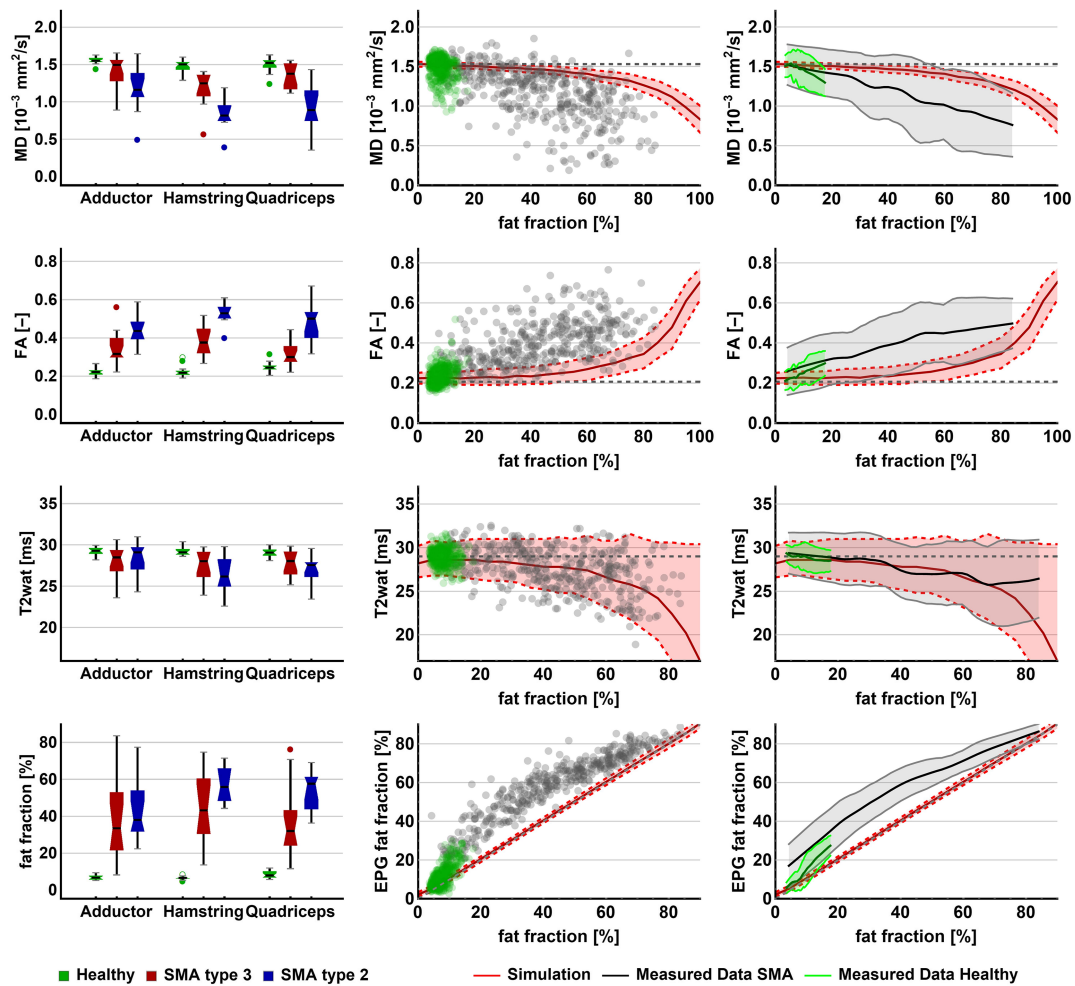 MD [10⁻³ mm²/s]
2.0
1.5
1.0
0.5
0.0
Adductor Hamstring Quadriceps
MD [10⁻³ mm²/s]
2.0
1.5
1.0
0.5
0.0
0 20 40 60 80 100
fat fraction [%]
MD [10⁻³ mm²/s]
2.0
1.5
1.0
0.5
0.0
0 20 40 60 80 100
fat fraction [%]
FA [–]
0.8
0.6
0.4
0.2
0.0
Adductor Hamstring Quadriceps
FA [–]
0.8
0.6
0.4
0.2
0.0
0 20 40 60 80 100
fat fraction [%]
FA [–]
0.8
0.6
0.4
0.2
0.0
0 20 40 60 80 100
fat fraction [%]
T2wat [ms]
35
30
25
20
Adductor Hamstring Quadriceps
T2wat [ms]
35
30
25
20
0 20 40 60 80
fat fraction [%]
T2wat [ms]
35
30
25
20
0 20 40 60 80
fat fraction [%]
fat fraction [%]
80
60
40
20
0
Adductor Hamstring Quadriceps
EPG fat fraction [%]
80
60
40
20
0
0 20 40 60 80
fat fraction [%]
EPG fat fraction [%]
80
60
40
20
0
0 20 40 60 80
fat fraction [%]
Healthy SMA type 3 SMA type 2
Simulation Measured Data SMA Measured Data Healthy